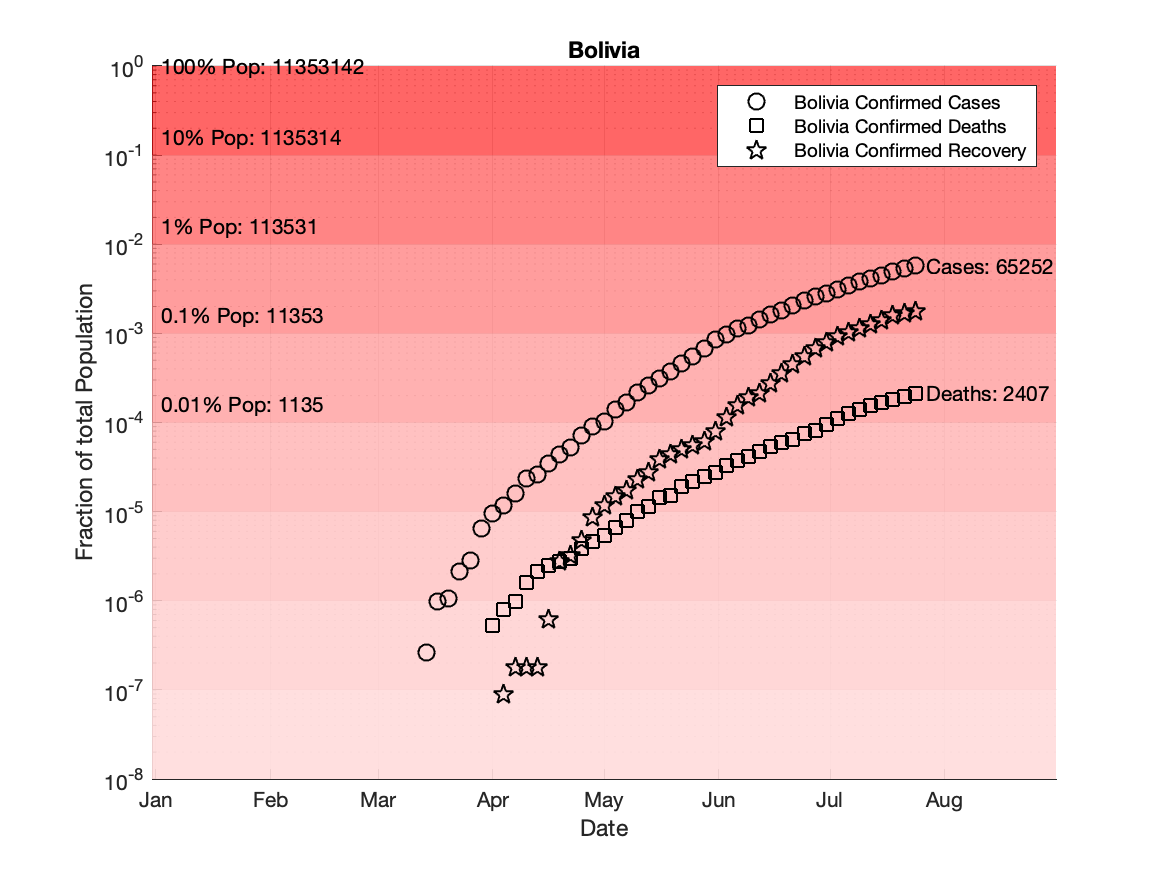 Bolivia
10^0
10^-1
10^-2
10^-3
10^-4
10^-5
10^-6
10^-7
10^-8
Fraction of total Population
100% Pop: 11353142
10% Pop: 1135314
1% Pop: 113531
0.1% Pop: 11353
0.01% Pop: 1135
Bolivia Confirmed Cases
Bolivia Confirmed Deaths
Bolivia Confirmed Recovery
Cases: 65252
Deaths: 2407
Jan Feb Mar Apr May Jun Jul Aug
Date